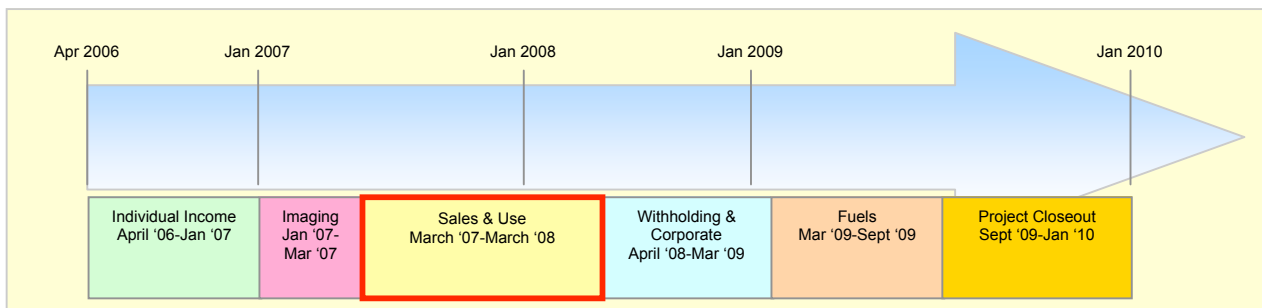 Apr 2006
Jan 2007
Jan 2008
Jan 2009
Jan 2010
Individual Income
April ‘06-Jan ‘07
Imaging
Jan ‘07-
Mar ‘07
Sales & Use
March ‘07-March ‘08
Withholding &
Corporate
April ‘08-Mar ‘09
Fuels
Mar ‘09-Sept ‘09
Project Closeout
Sept ‘09-Jan ‘10